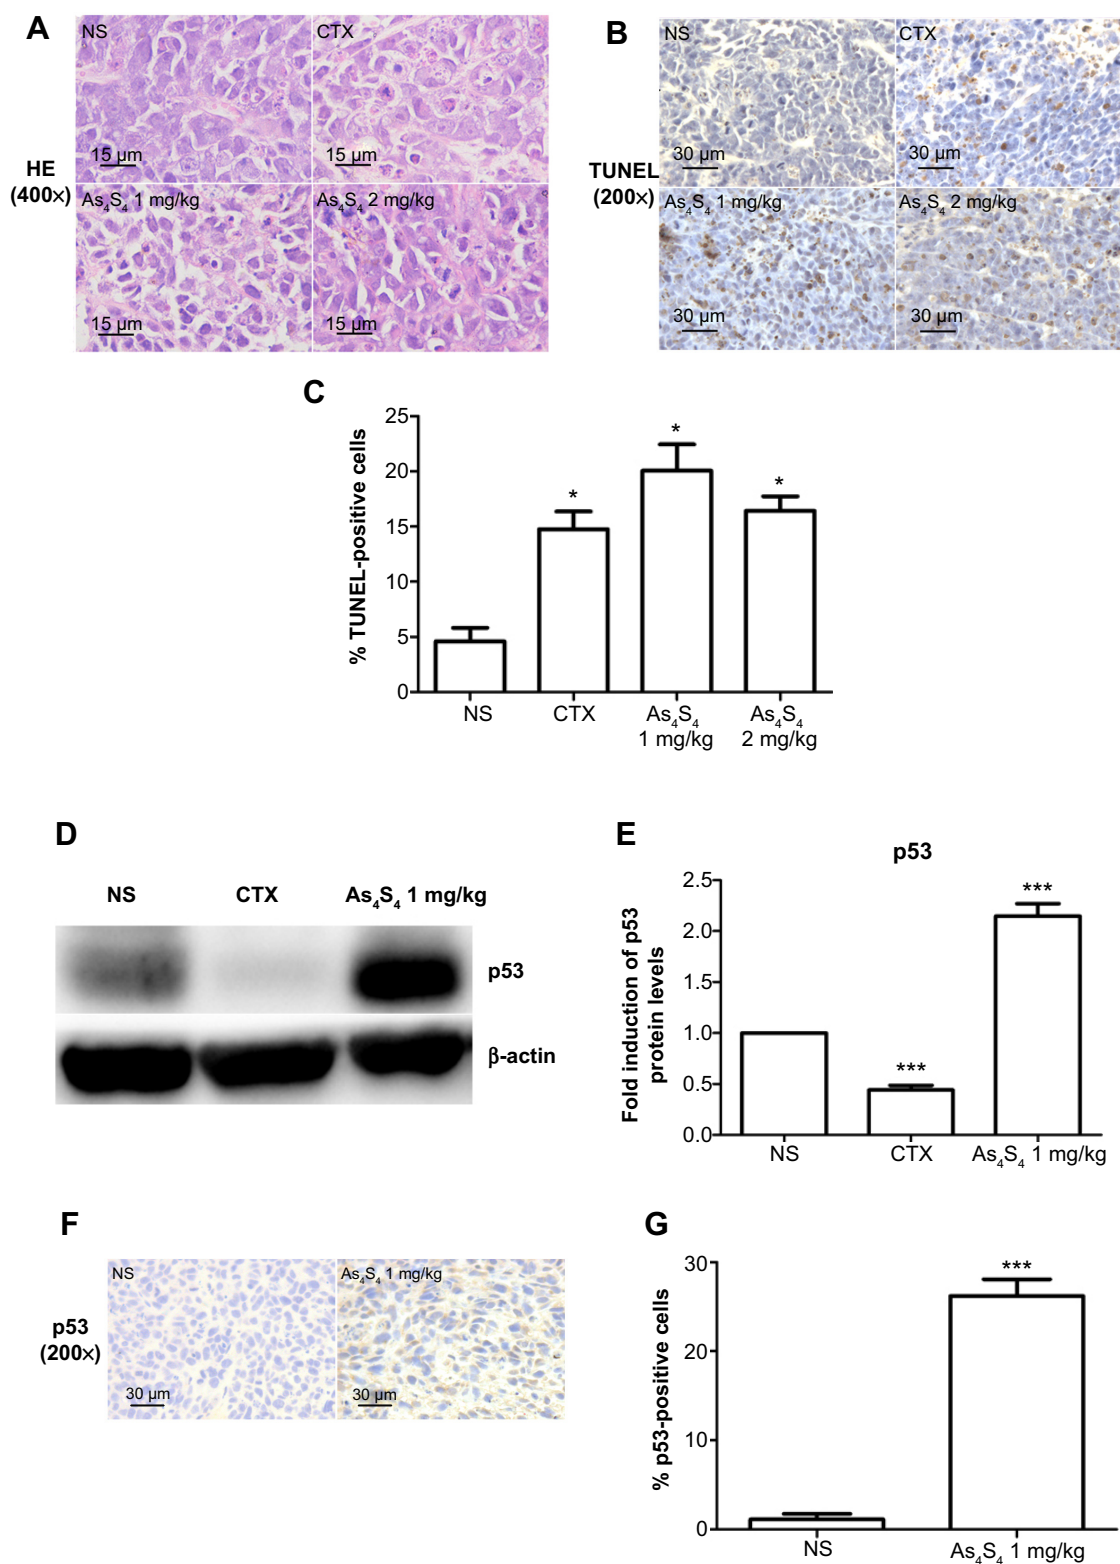 A
NS
CTX
HE
(400×)
15 µm
15 µm
As₄S₄ 1 mg/kg
As₄S₄ 2 mg/kg
15 µm
15 µm
B
NS
CTX
TUNEL
(200×)
30 µm
30 µm
As₄S₄ 1 mg/kg
As₄S₄ 2 mg/kg
30 µm
30 µm
C
% TUNEL-positive cells
25
20
15
10
5
0
*
*
*
NS
CTX
As₄S₄
1 mg/kg
As₄S₄
2 mg/kg
D
NS
CTX
As₄S₄ 1 mg/kg
p53
β-actin
E
p53
Fold induction of p53
protein levels
2.5
2.0
1.5
1.0
0.5
0.0
***
***
NS
CTX
As₄S₄ 1 mg/kg
F
p53
(200×)
NS
As₄S₄ 1 mg/kg
30 µm
30 µm
G
% p53-positive cells
30
20
10
0
***
NS
As₄S₄ 1 mg/kg